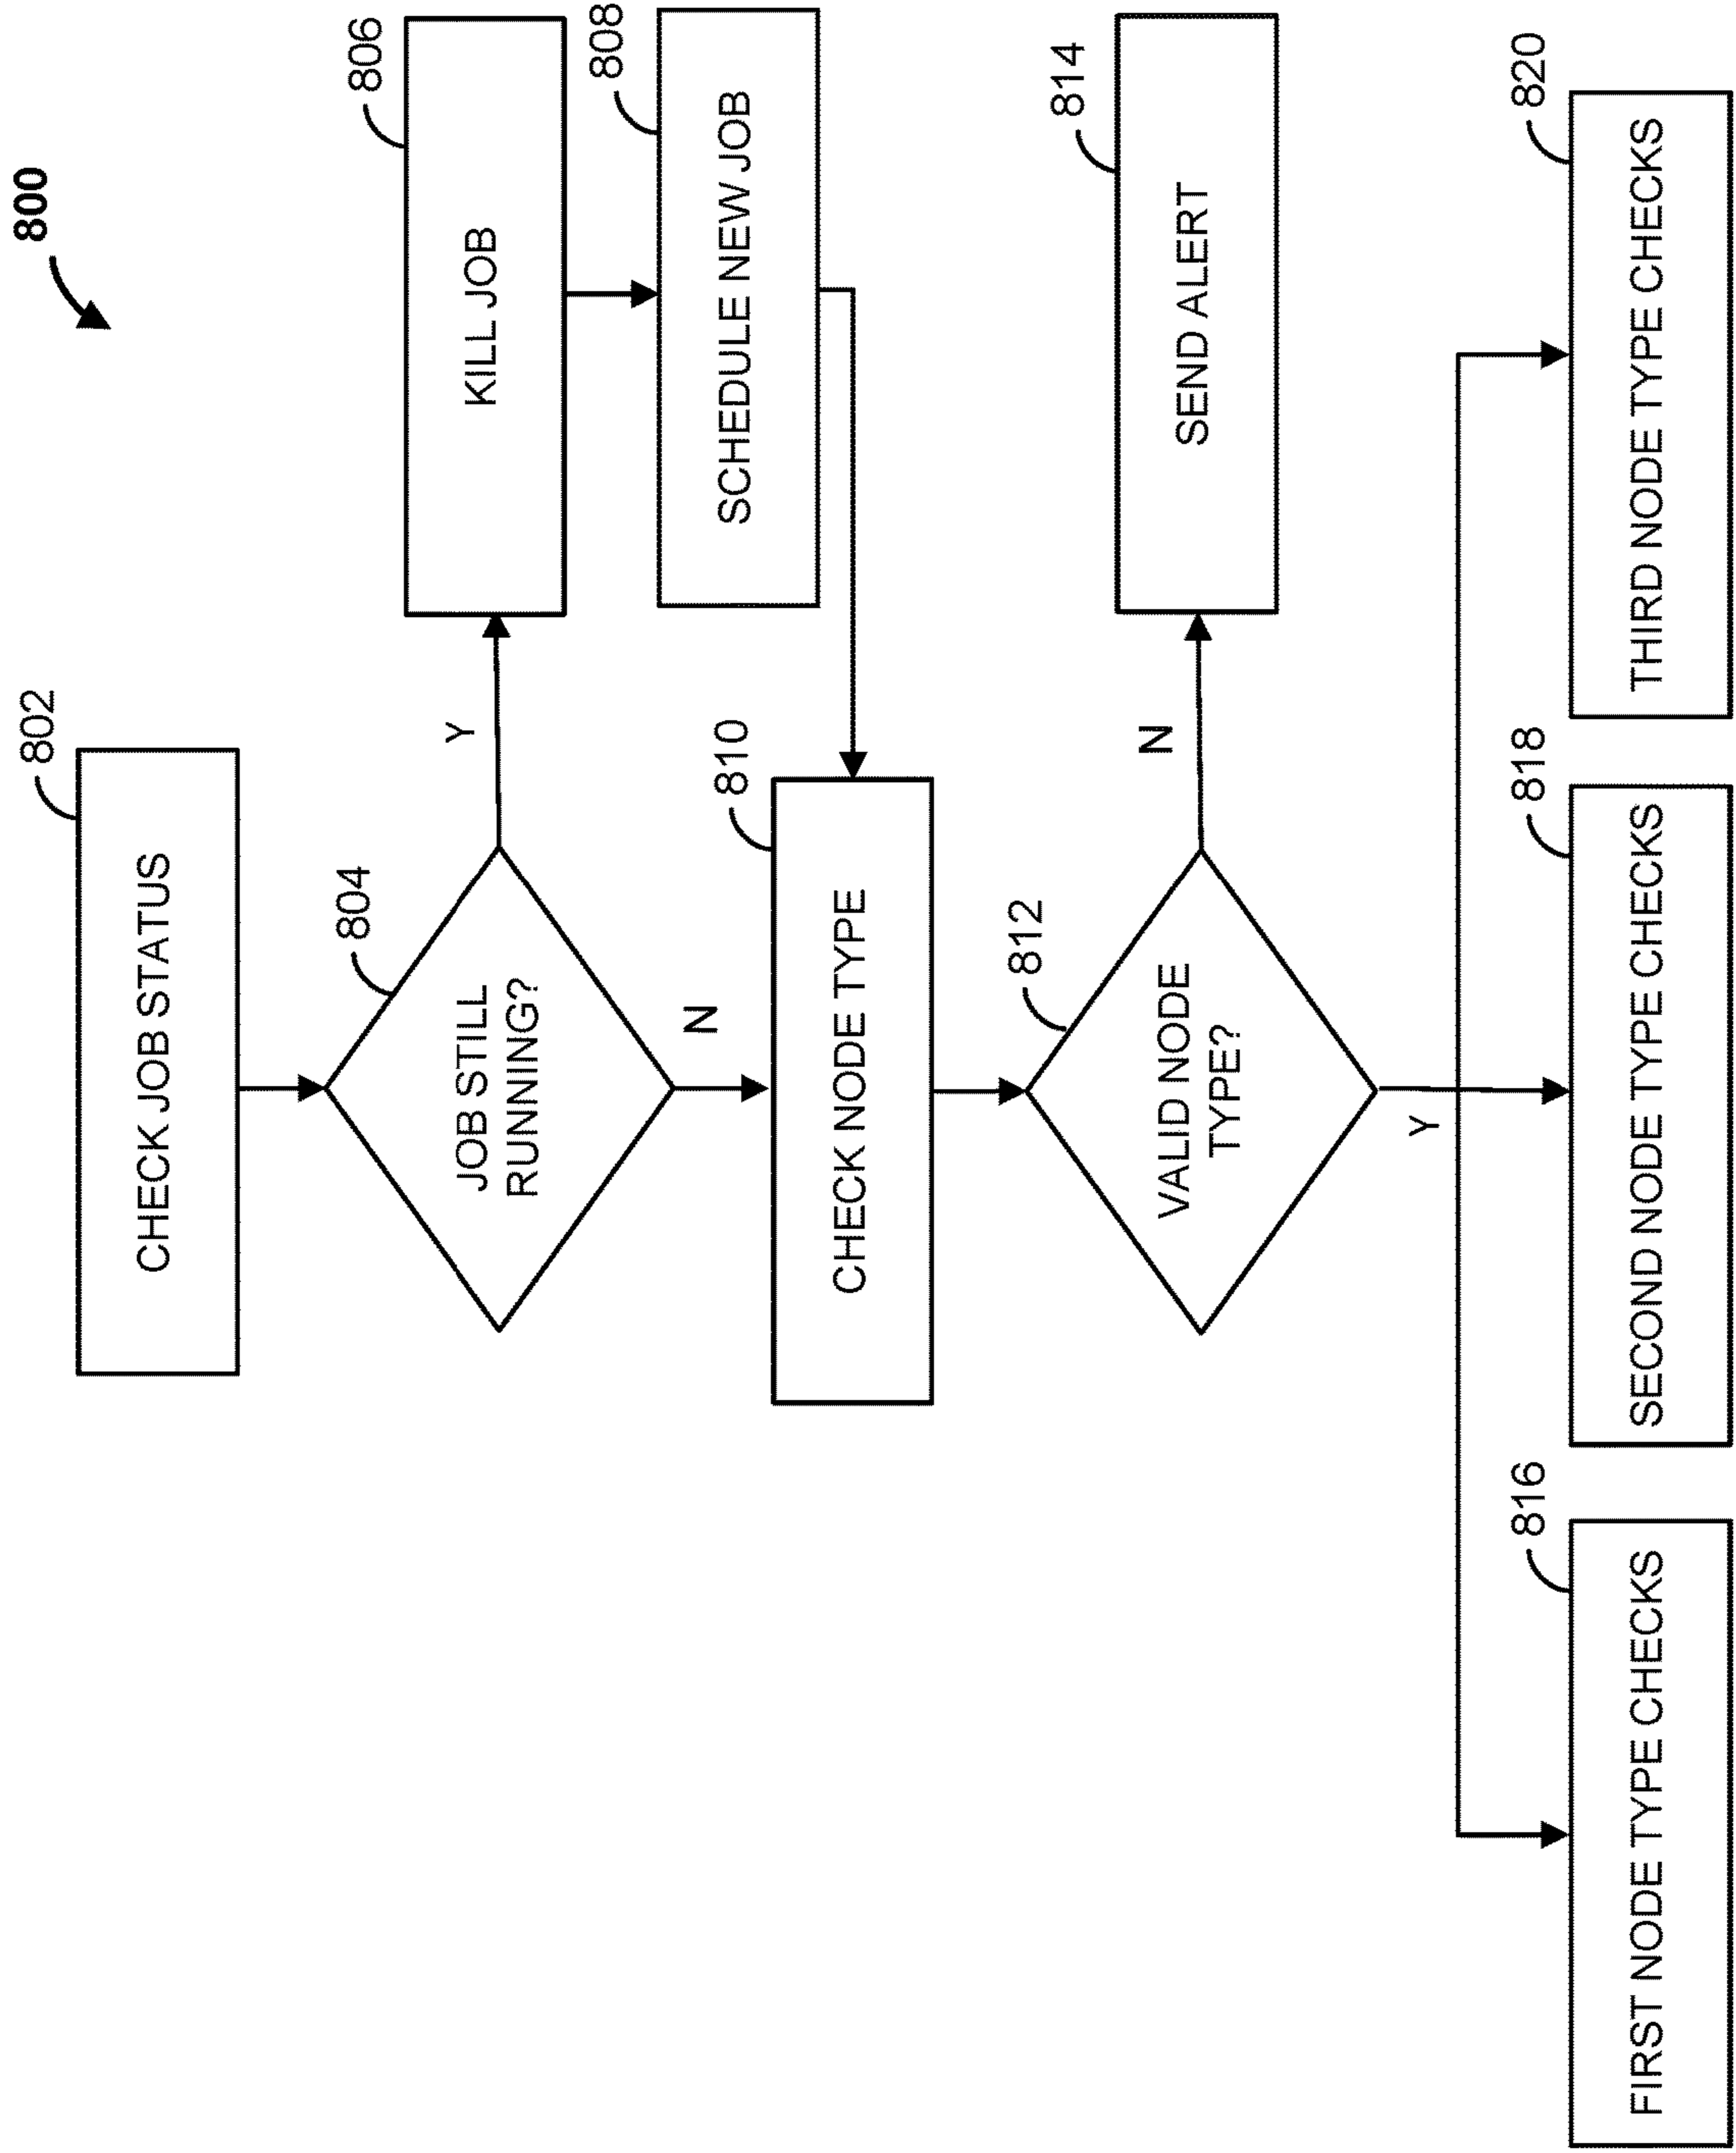 800
802
CHECK JOB STATUS
804
JOB STILL
RUNNING?
Y
806
KILL JOB
808
SCHEDULE NEW JOB
N
810
CHECK NODE TYPE
812
VALID NODE
TYPE?
N
814
SEND ALERT
Y
816
FIRST NODE TYPE CHECKS
818
SECOND NODE TYPE CHECKS
820
THIRD NODE TYPE CHECKS